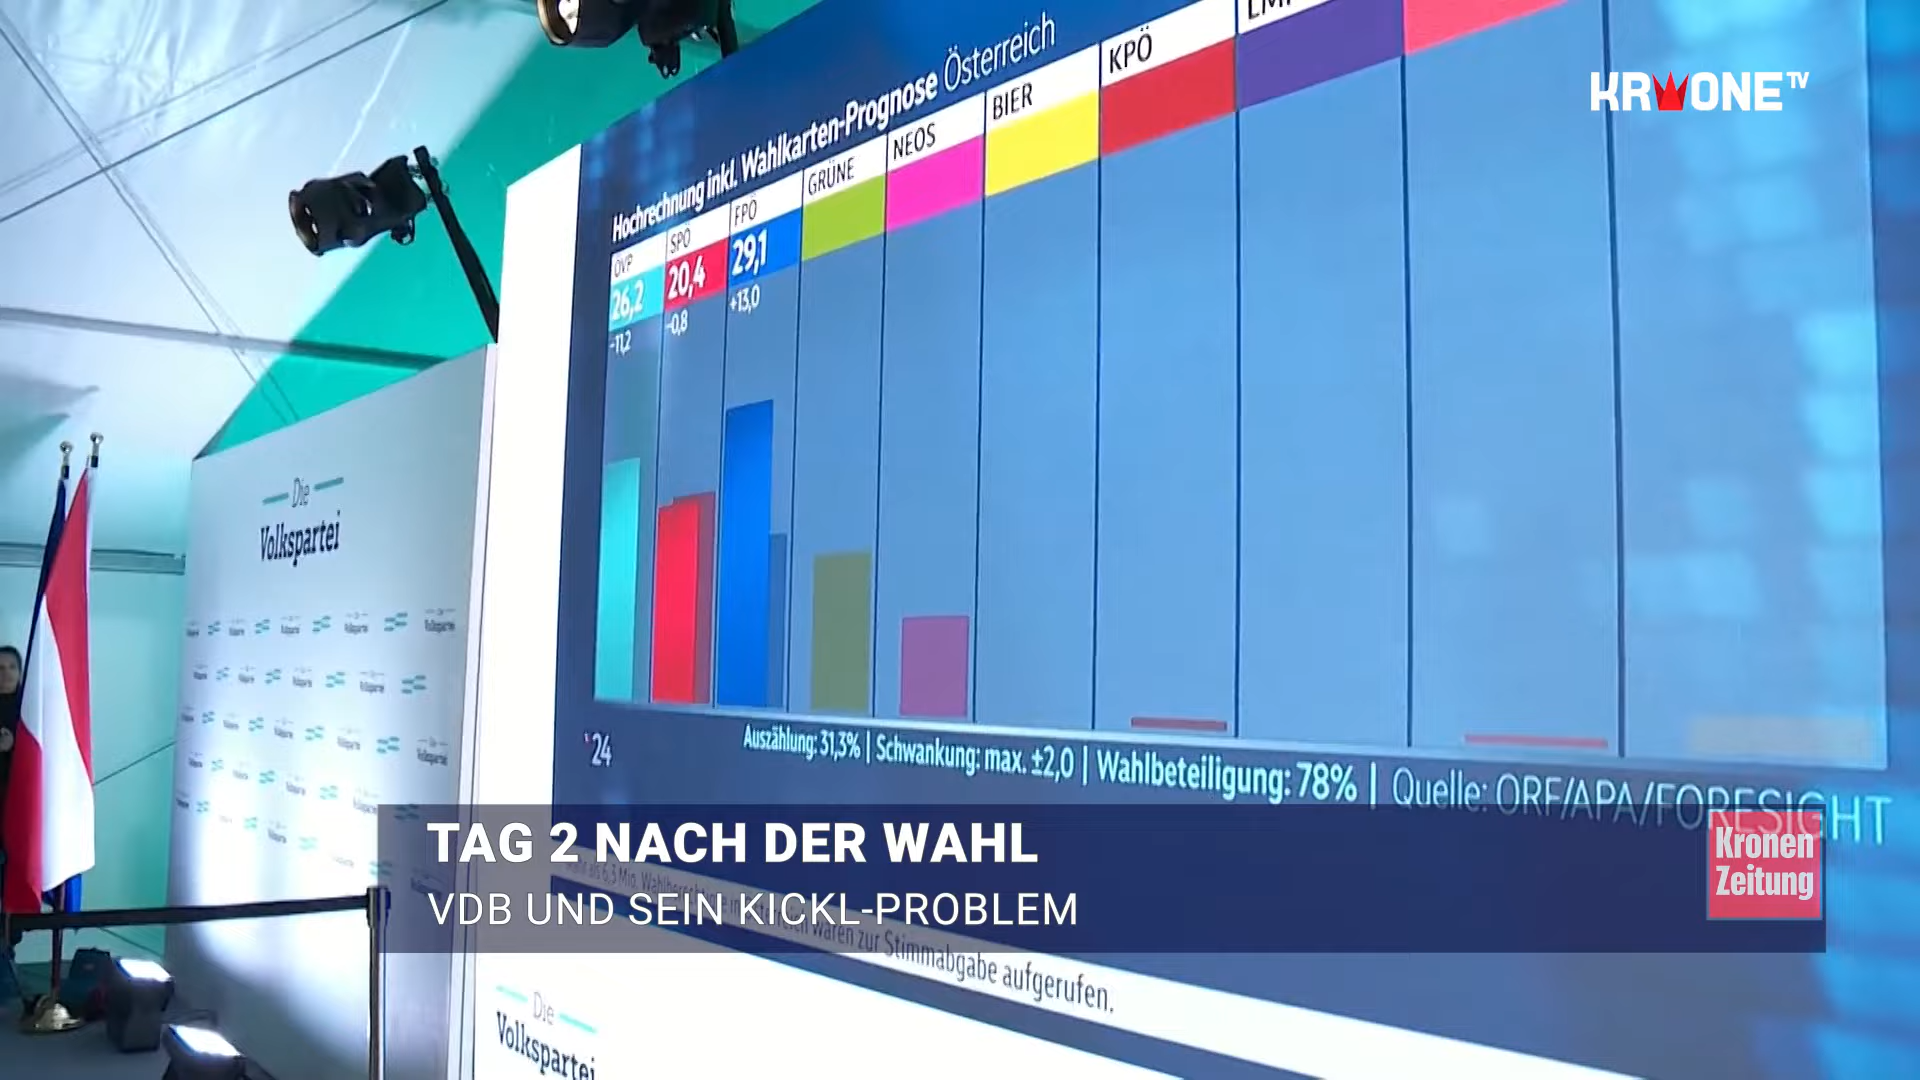 KRONE TV
Hochrechnung inkl. Wahlkarten-Prognose Österreich
ÖVP
SPÖ
FPÖ
GRÜNE
NEOS
BIER
KPÖ
26,2
20,4
29,1
-11,2
-0,8
+13,0
Die
Volkspartei
'24
Auszählung: 31,3% | Schwankung: max. ±2,0 | Wahlbeteiligung: 78% | Quelle: ORF/APA/FORESIGHT
TAG 2 NACH DER WAHL
VDB UND SEIN KICKL-PROBLEM
Kronen
Zeitung
waren zur Stimmabgabe aufgerufen.
Die
Volkspartei